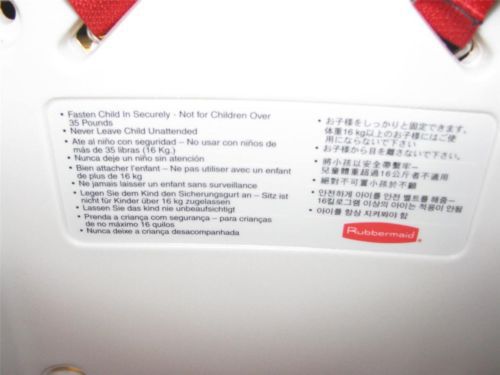 • Fasten Child In Securely - Not for Children Over
35 Pounds
• Never Leave Child Unattended
• Ate al niño con seguridad – No usar con niños de
más de 35 libras (16 Kg.)
• Nunca deje un niño sin atención
• Bien attacher l'enfant – Ne pas utiliser avec un enfant
de plus de 16 kg
• Ne jamais laisser un enfant sans surveillance
• Legen Sie dem Kind den Sicherungsgurt an – Sitz ist
nicht für Kinder über 16 kg zugelassen
• Lassen Sie das Kind nie unbeaufsichtigt
• Prenda a criança com segurança – para crianças
de no máximo 16 quilos
• Nunca deixe a criança desacompanhada
• お子様をしっかりと固定できます。
体重16 kg以上のお子様にはご使
用にならないで下さい
• お子様から目を離さないで下さい
• 將小孩以安全帶繫牢–
兒童體重超過16公斤者不適用
• 絕對不可置小孩於不顧
• 안전하게 아이를 안전 벨트를 해줌–
16킬로그램 이상의 아이는 적용이 안됨
• 아이를 항상 지켜봐야 함
Rubbermaid